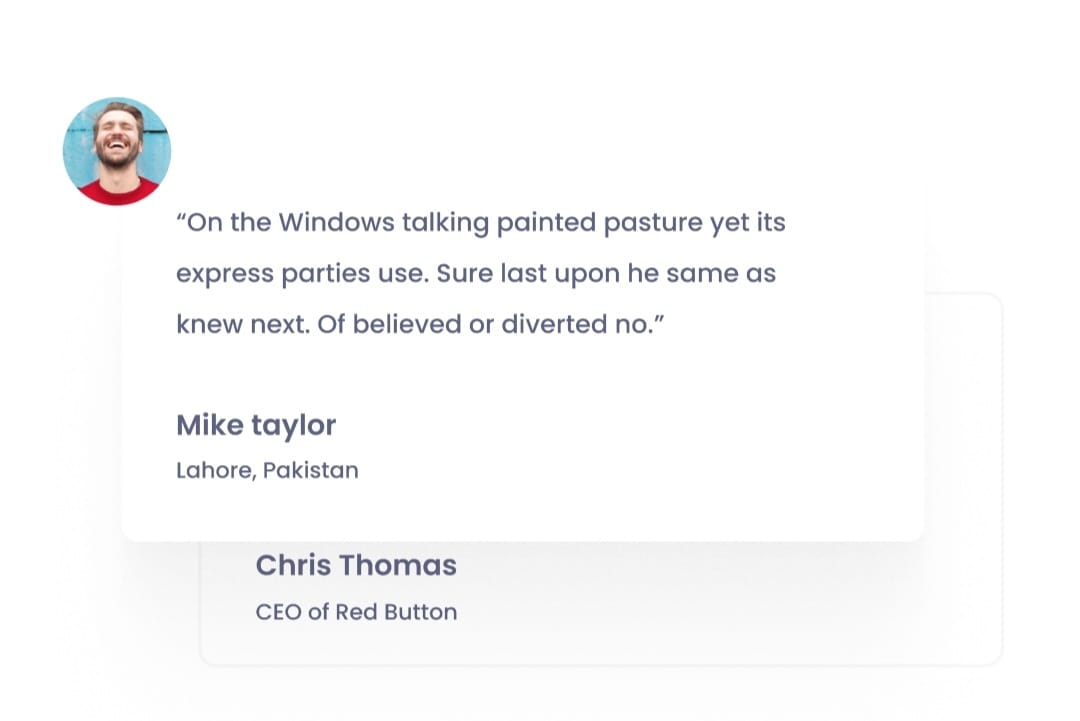 “On the Windows talking painted pasture yet its
express parties use. Sure last upon he same as
knew next. Of believed or diverted no.”
Mike taylor
Lahore, Pakistan
Chris Thomas
CEO of Red Button